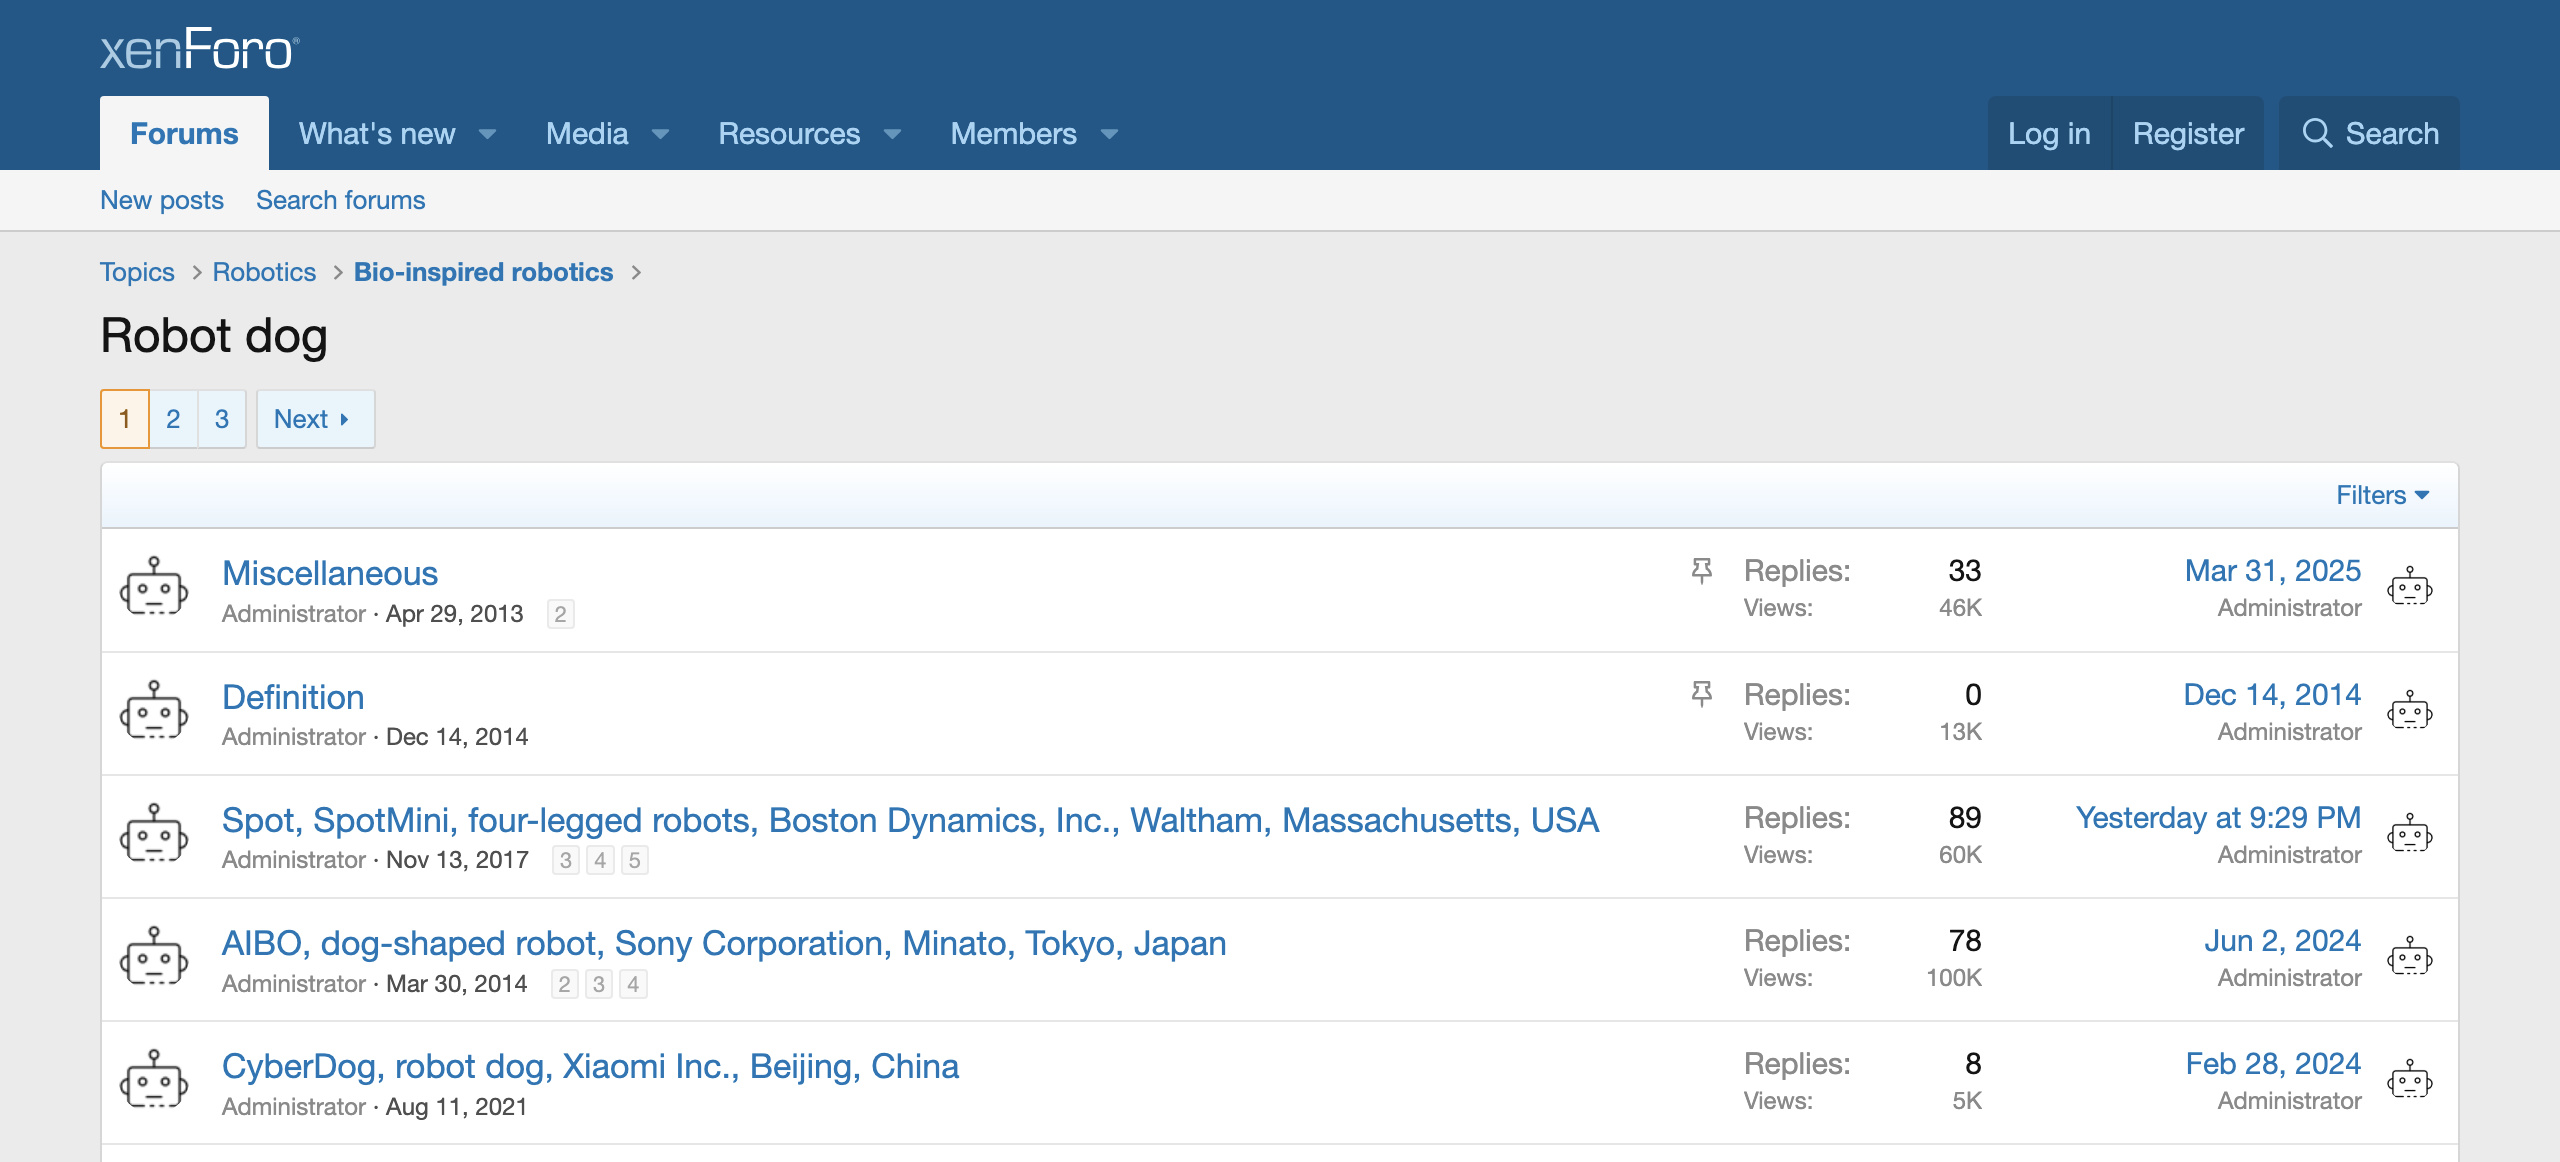 xenForo®
Forums What's new Media Resources Members Log in Register Search
New posts Search forums
Topics Robotics Bio-inspired robotics
Robot dog
1 2 3 Next
Filters
Miscellaneous Replies: 33 Mar 31, 2025
Administrator · Apr 29, 2013 2 Views: 46K Administrator
Definition Replies: 0 Dec 14, 2014
Administrator · Dec 14, 2014 Views: 13K Administrator
Spot, SpotMini, four-legged robots, Boston Dynamics, Inc., Waltham, Massachusetts, USA Replies: 89 Yesterday at 9:29 PM
Administrator · Nov 13, 2017 3 4 5 Views: 60K Administrator
AIBO, dog-shaped robot, Sony Corporation, Minato, Tokyo, Japan Replies: 78 Jun 2, 2024
Administrator · Mar 30, 2014 2 3 4 Views: 100K Administrator
CyberDog, robot dog, Xiaomi Inc., Beijing, China Replies: 8 Feb 28, 2024
Administrator · Aug 11, 2021 Views: 5K Administrator